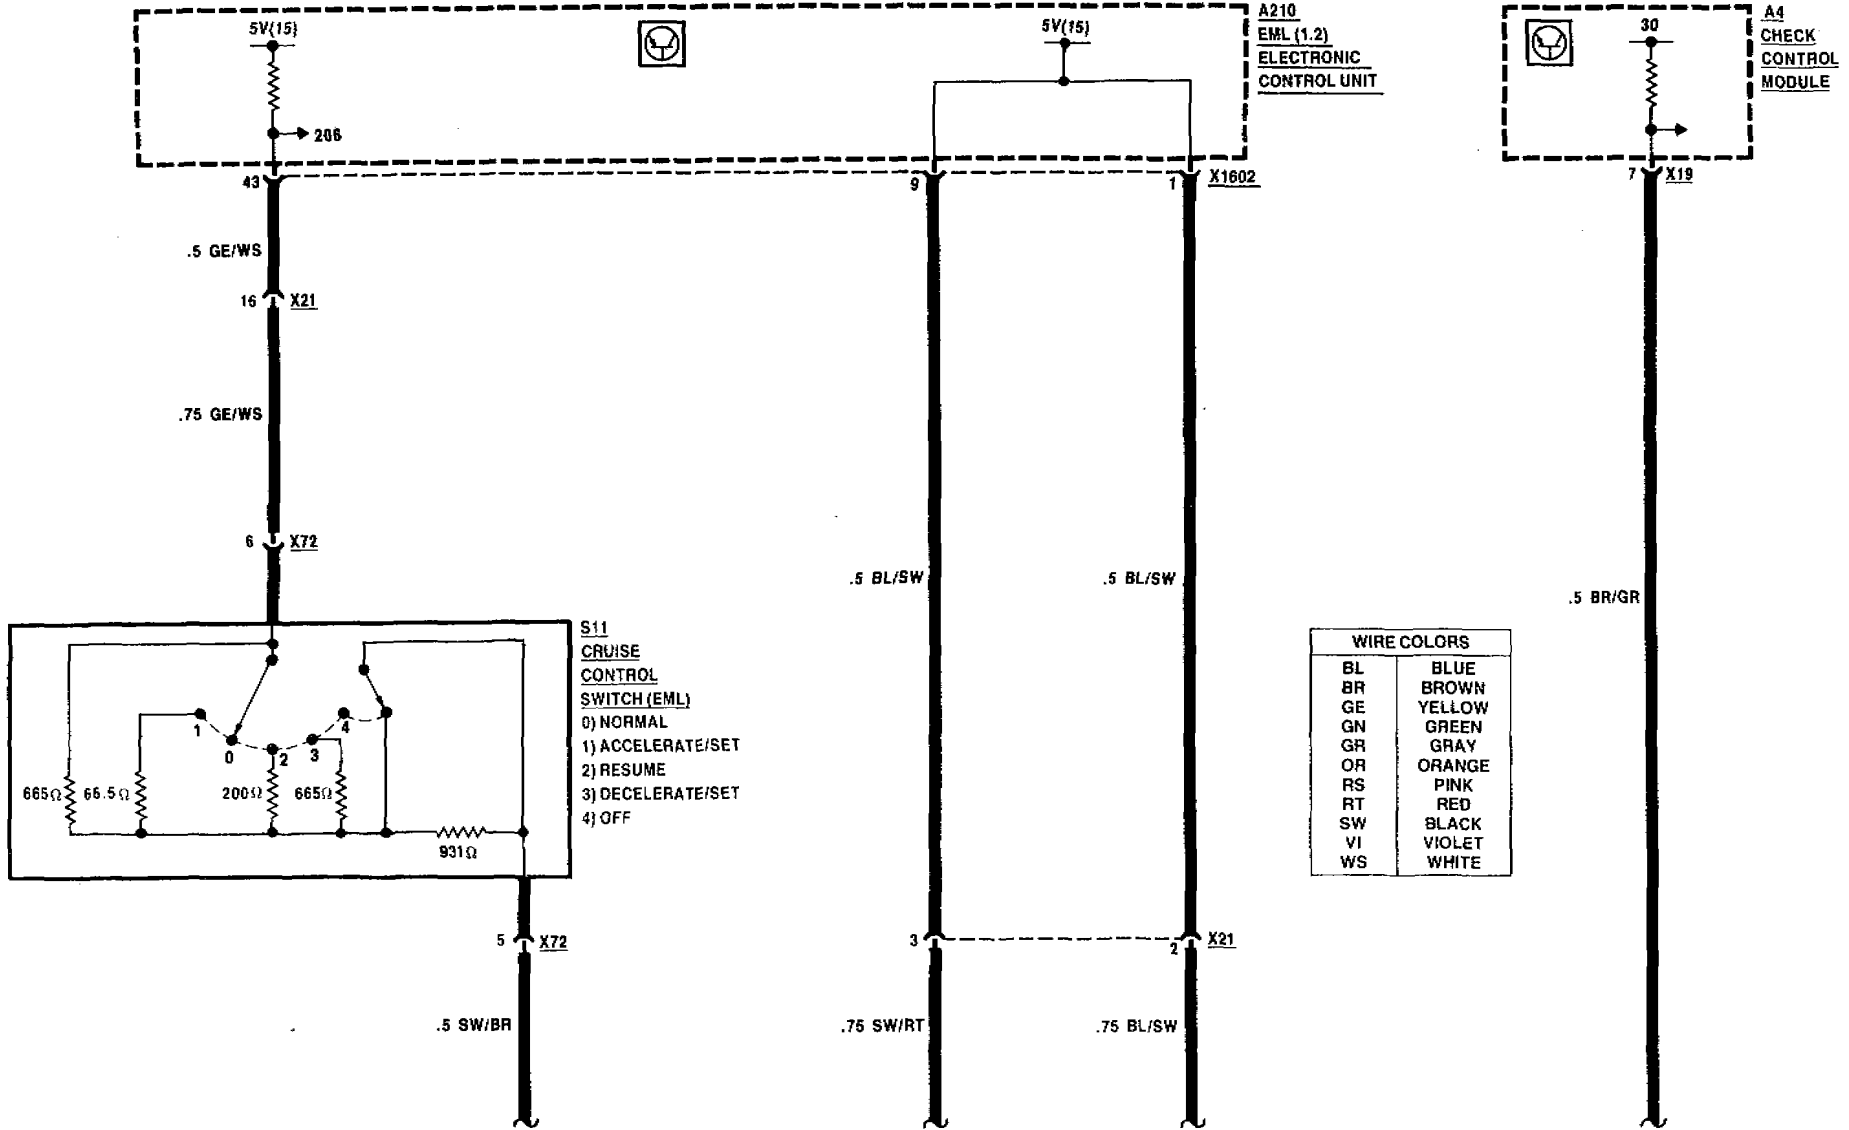 5V(15)
5V(15)
A210
EML (1.2)
ELECTRONIC
CONTROL UNIT
30
A4
CHECK
CONTROL
MODULE
206
43
9
1
X1602
7
X19
.5 GE/WS
16
X21
.75 GE/WS
6
X72
.5 BL/SW
.5 BL/SW
.5 BR/GR
S11
CRUISE
CONTROL
SWITCH (EML)
0) NORMAL
1) ACCELERATE/SET
2) RESUME
3) DECELERATE/SET
4) OFF
1
0
2
3
4
665Ω
66.5Ω
200Ω
665Ω
931Ω
WIRE COLORS
BL BLUE
BR BROWN
GE YELLOW
GN GREEN
GR GRAY
OR ORANGE
RS PINK
RT RED
SW BLACK
VI VIOLET
WS WHITE
5
X72
3
2
X21
.5 SW/BR
.75 SW/RT
.75 BL/SW